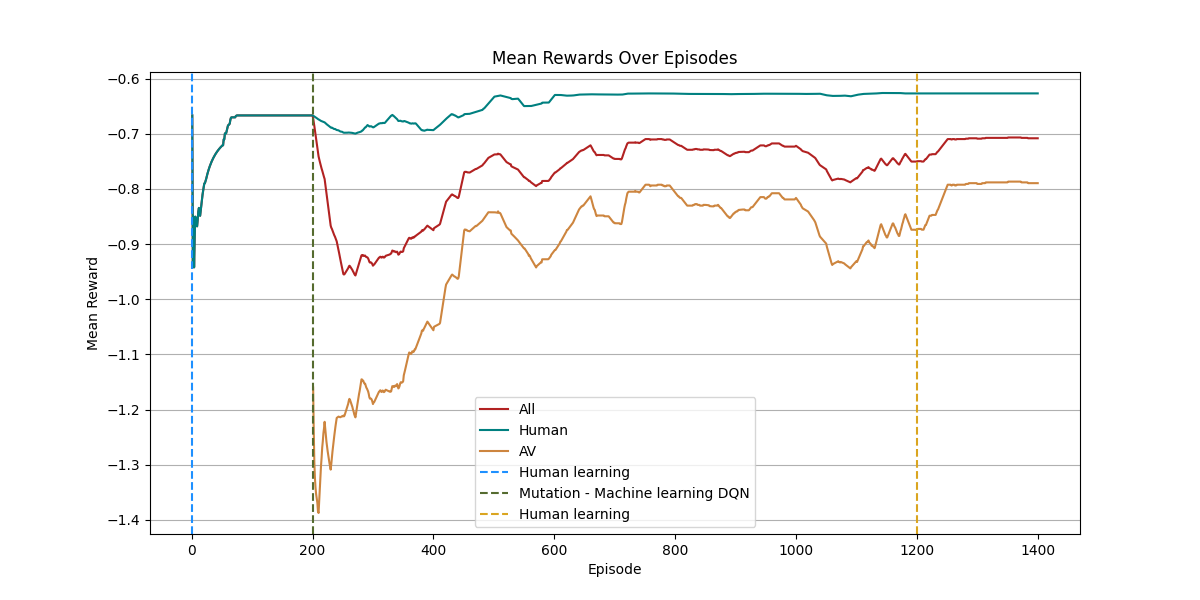 Mean Rewards Over Episodes
Mean Reward
−0.6
−0.7
−0.8
−0.9
−1.0
−1.1
−1.2
−1.3
−1.4
All
Human
AV
Human learning
Mutation - Machine learning DQN
Human learning
0 200 400 600 800 1000 1200 1400
Episode